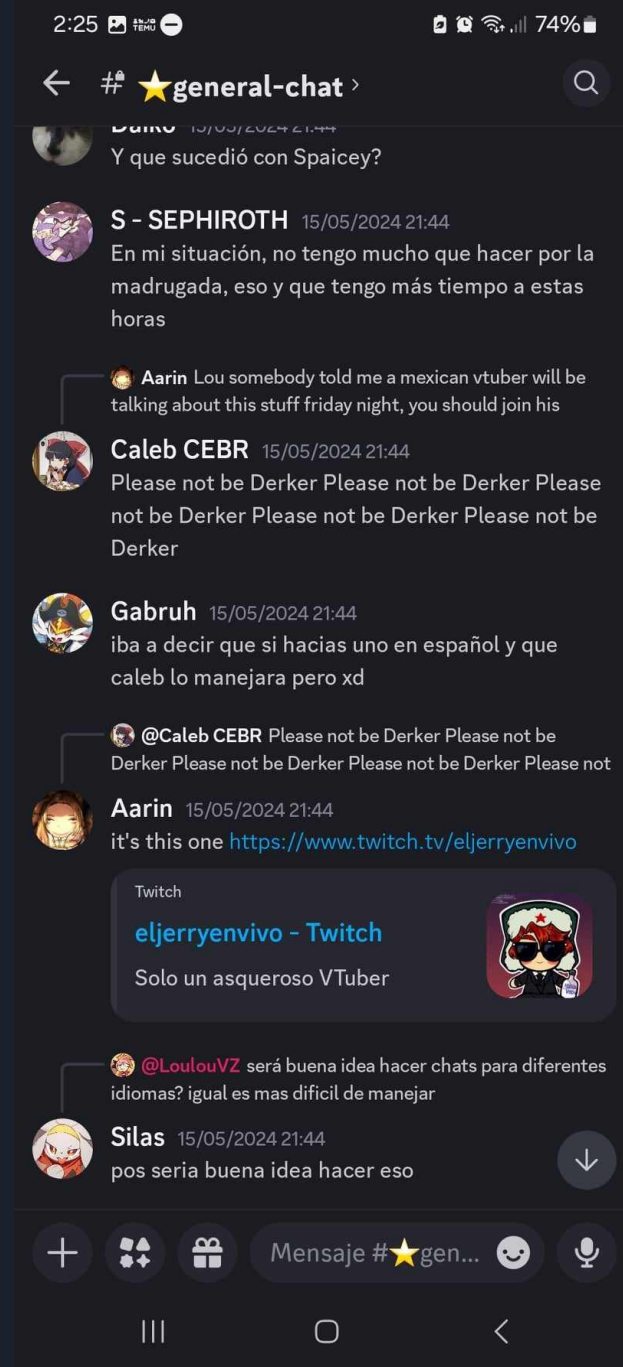 2:25
TEMU
74%
#⭐general-chat ›
Daiko 15/05/2024 21:44
Y que sucedió con Spaicey?
S - SEPHIROTH 15/05/2024 21:44
En mi situación, no tengo mucho que hacer por la
madrugada, eso y que tengo más tiempo a estas
horas
Aarin Lou somebody told me a mexican vtuber will be
talking about this stuff friday night, you should join his
Caleb CEBR 15/05/2024 21:44
Please not be Derker Please not be Derker Please
not be Derker Please not be Derker Please not be
Derker
Gabruh 15/05/2024 21:44
iba a decir que si hacias uno en español y que
caleb lo manejara pero xd
@Caleb CEBR Please not be Derker Please not be
Derker Please not be Derker Please not be Derker Please not
Aarin 15/05/2024 21:44
it's this one https://www.twitch.tv/eljerryenvivo
Twitch
eljerryenvivo - Twitch
Solo un asqueroso VTuber
@LoulouVZ será buena idea hacer chats para diferentes
idiomas? igual es mas dificil de manejar
Silas 15/05/2024 21:44
pos seria buena idea hacer eso
Mensaje #⭐gen...